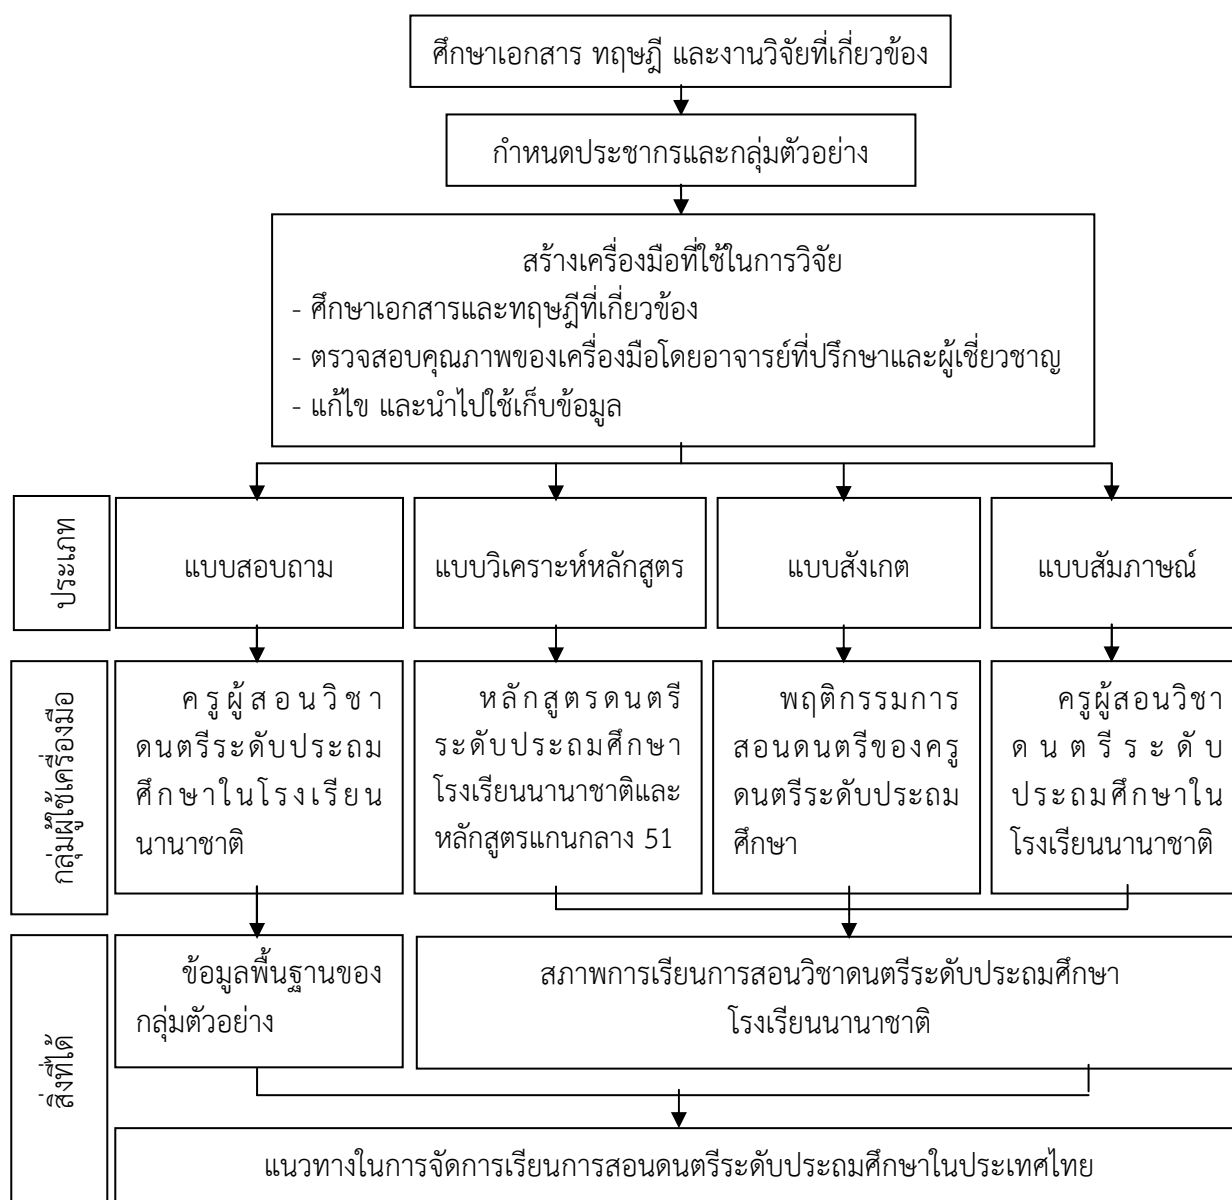 ศึกษาเอกสาร ทฤษฎี และงานวิจัยที่เกี่ยวข้อง
กำหนดประชากรและกลุ่มตัวอย่าง
สร้างเครื่องมือที่ใช้ในการวิจัย
- ศึกษาเอกสารและทฤษฎีที่เกี่ยวข้อง
- ตรวจสอบคุณภาพของเครื่องมือโดยอาจารย์ที่ปรึกษาและผู้เชี่ยวชาญ
- แก้ไข และนำไปใช้เก็บข้อมูล
ประเภท
แบบสอบถาม
แบบวิเคราะห์หลักสูตร
แบบสังเกต
แบบสัมภาษณ์
กลุ่มผู้ใช้เครื่องมือ
ครูผู้สอนวิชา
ดนตรีระดับประถม
ศึกษาในโรงเรียน
นานาชาติ
หลักสูตรดนตรี
ระดับประถมศึกษา
โรงเรียนนานาชาติและ
หลักสูตรแกนกลาง 51
พฤติกรรมการ
สอนดนตรีของครู
ดนตรีระดับประถม
ศึกษา
ครูผู้สอนวิชา
ดนตรีระดับ
ประถมศึกษาใน
โรงเรียนนานาชาติ
สิ่งที่ได้
ข้อมูลพื้นฐานของ
กลุ่มตัวอย่าง
สภาพการเรียนการสอนวิชาดนตรีระดับประถมศึกษา
โรงเรียนนานาชาติ
แนวทางในการจัดการเรียนการสอนดนตรีระดับประถมศึกษาในประเทศไทย